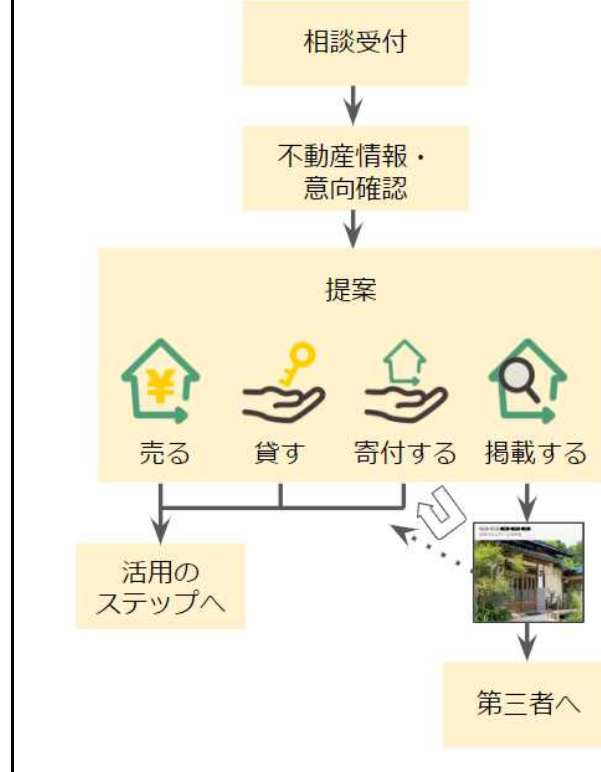 相談受付
不動産情報・
意向確認
提案
¥
売る
貸す
寄付する
掲載する
活用の
ステップへ
第三者へ